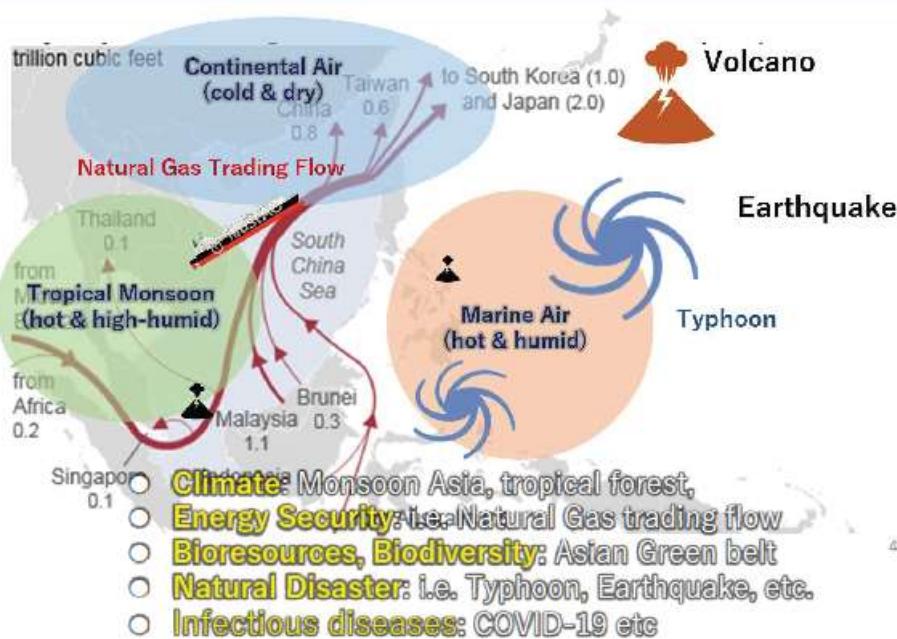 trillion cubic feet
Continental Air
(cold & dry)
Taiwan
0.6
China
0.8
to South Korea (1.0)
and Japan (2.0)
Volcano
Natural Gas Trading Flow
Thailand
0.1
South
China
Sea
Earthquake
from
Tropical Monsoon
(hot & high-humid)
Marine Air
(hot & humid)
Typhoon
from
Africa
0.2
Malaysia
1.1
Brunei
0.3
Singapore
0.1
Climate: Monsoon Asia, tropical forest,
Energy Security: i.e. Natural Gas trading flow
Bioresources, Biodiversity: Asian Green belt
4
Natural Disaster: i.e. Typhoon, Earthquake, etc.
Infectious diseases: COVID-19 etc